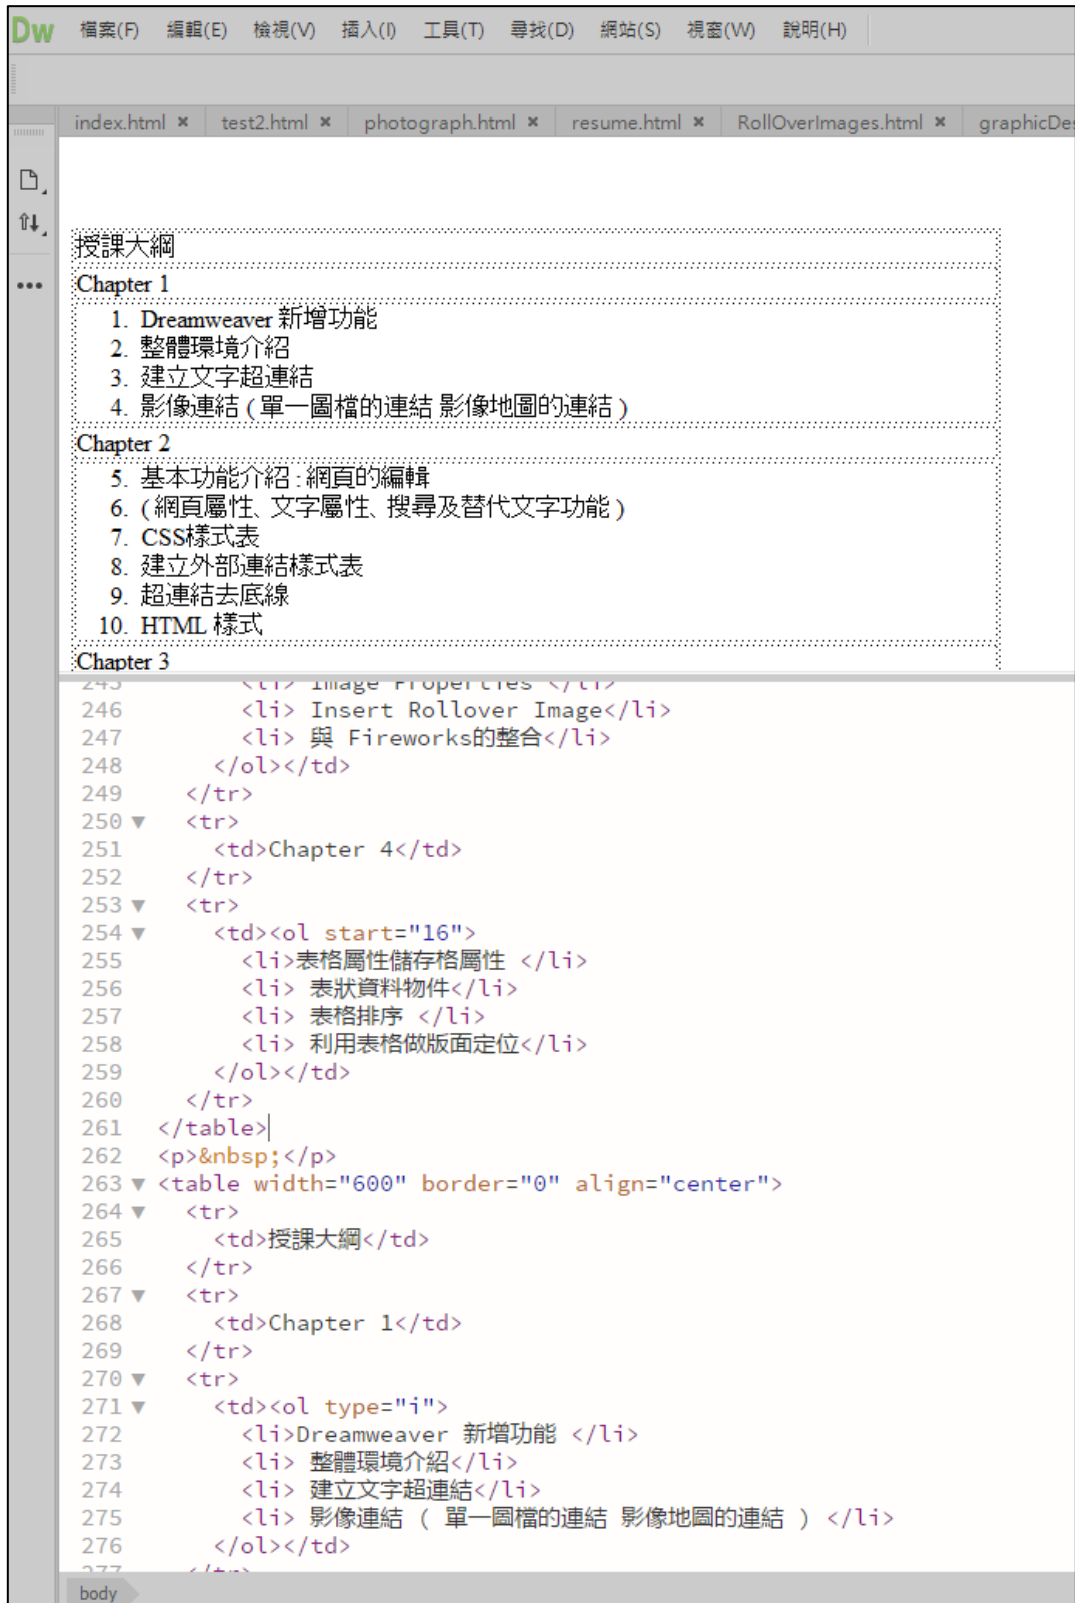 Dw 檔案(F) 編輯(E) 檢視(V) 插入(I) 工具(T) 尋找(D) 網站(S) 視窗(W) 說明(H)
index.html × test2.html × photograph.html × resume.html × RollOverImages.html × graphicDes
授課大綱
Chapter 1
1. Dreamweaver 新增功能
2. 整體環境介紹
3. 建立文字超連結
4. 影像連結 ( 單一圖檔的連結 影像地圖的連結 )
Chapter 2
5. 基本功能介紹 : 網頁的編輯
6. ( 網頁屬性、文字屬性、搜尋及替代文字功能 )
7. CSS樣式表
8. 建立外部連結樣式表
9. 超連結去底線
10. HTML 樣式
Chapter 3
245 <li> Image Properties </li>
246 <li> Insert Rollover Image</li>
247 <li> 與 Fireworks的整合</li>
248 </ol></td>
249 </tr>
250 ▼ <tr>
251 <td>Chapter 4</td>
252 </tr>
253 ▼ <tr>
254 ▼ <td><ol start="16">
255 <li>表格屬性儲存格屬性 </li>
256 <li> 表狀資料物件</li>
257 <li> 表格排序 </li>
258 <li> 利用表格做版面定位</li>
259 </ol></td>
260 </tr>
261 </table>
262 <p>&nbsp;</p>
263 ▼ <table width="600" border="0" align="center">
264 ▼ <tr>
265 <td>授課大綱</td>
266 </tr>
267 ▼ <tr>
268 <td>Chapter 1</td>
269 </tr>
270 ▼ <tr>
271 ▼ <td><ol type="i">
272 <li>Dreamweaver 新增功能 </li>
273 <li> 整體環境介紹</li>
274 <li> 建立文字超連結</li>
275 <li> 影像連結 ( 單一圖檔的連結 影像地圖的連結 ) </li>
276 </ol></td>
277 </tr>
body